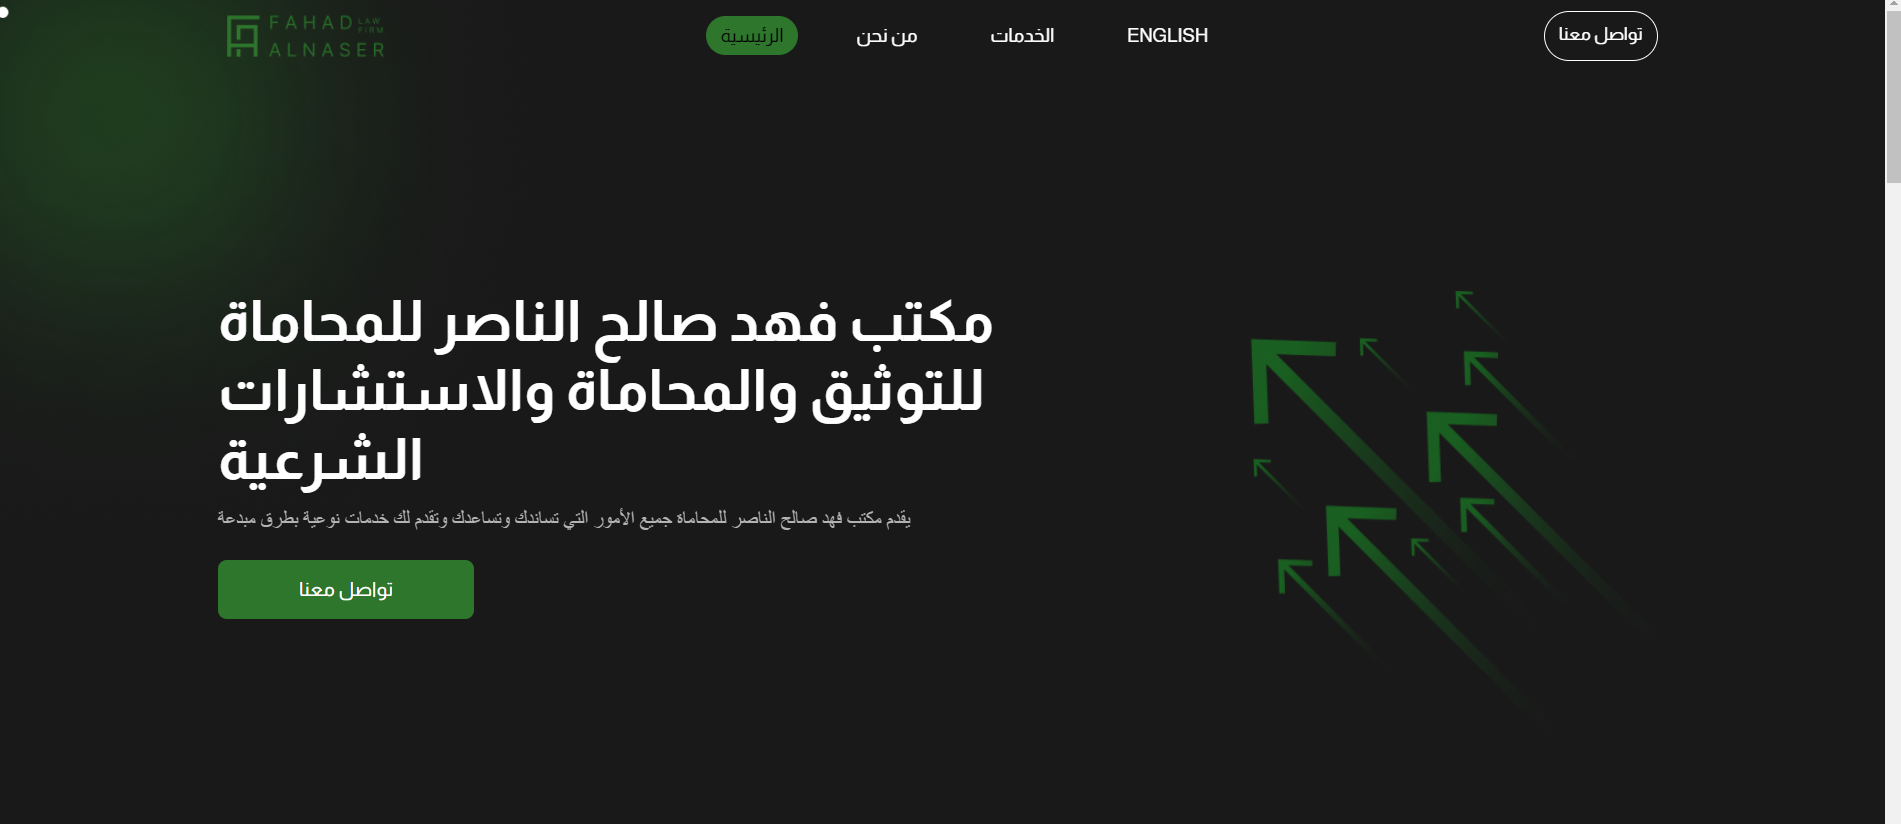 FAHAD LAW FIRM
ALNASER
الرئيسية
من نحن
الخدمات
ENGLISH
تواصل معنا
مكتب فهد صالح الناصر للمحاماة
للتوثيق والمحاماة والاستشارات
الشرعية
يقدم مكتب فهد صالح الناصر للمحاماة جميع الأمور التي تساندك وتساعدك وتقدم لك خدمات نوعية بطرق مبدعة
تواصل معنا